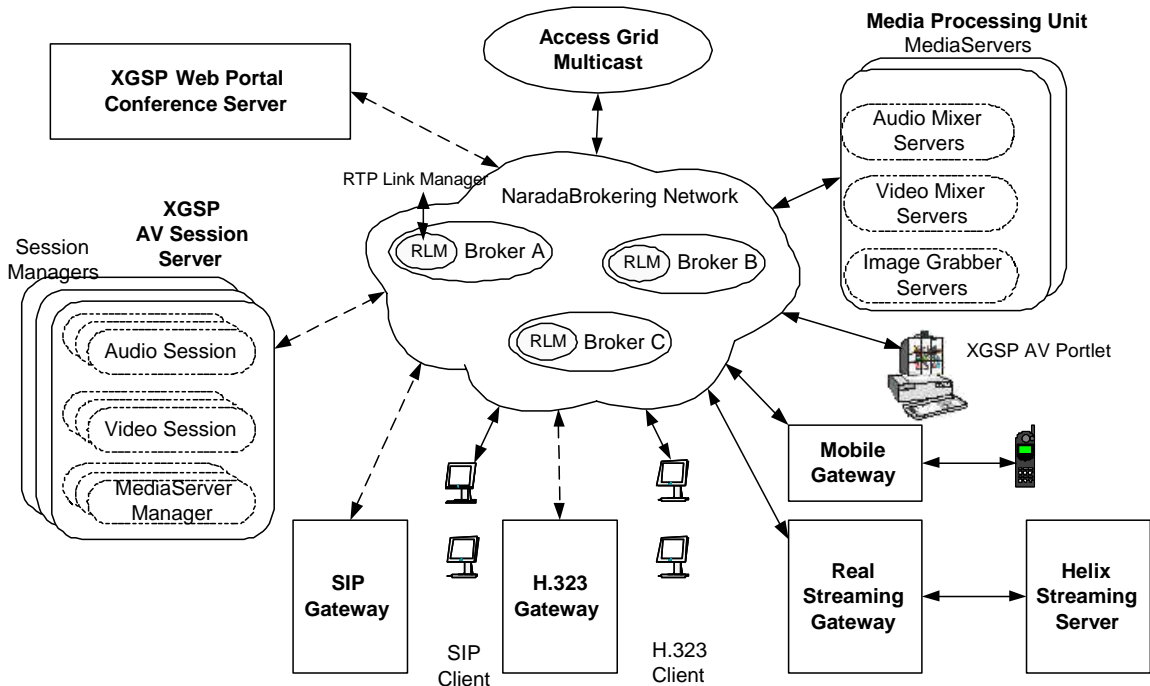 Access Grid
Multicast
Media Processing Unit
MediaServers
XGSP Web Portal
Conference Server
Audio Mixer
Servers
Video Mixer
Servers
Image Grabber
Servers
RTP Link Manager
NaradaBrokering Network
RLM
Broker A
RLM
Broker B
RLM
Broker C
XGSP
AV Session
Server
Session
Managers
Audio Session
Video Session
MediaServer
Manager
XGSP AV Portlet
Mobile
Gateway
SIP
Gateway
H.323
Gateway
Real
Streaming
Gateway
Helix
Streaming
Server
SIP
Client
H.323
Client